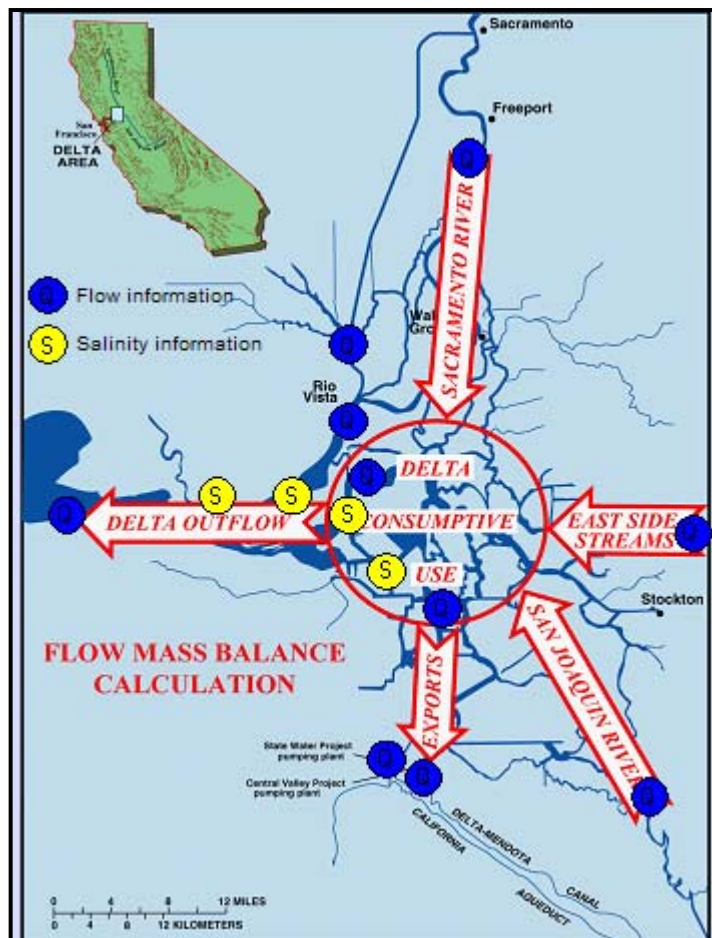 Sacramento
Freeport
San
Francisco
DELTA
AREA
Q
SACRAMENTO RIVER
Q Flow information
S Salinity information
Q
Rio
Vista
Q
Q
DELTA
S
S
S
Q
DELTA OUTFLOW
CONSUMPTIVE
EAST SIDE
STREAMS
Q
S
USE
Q
Stockton
FLOW MASS BALANCE
CALCULATION
EXPORTS
SAN JOAQUIN RIVER
State Water Project
pumping plant
Q
Central Valley Project
pumping plant
Q
Q
DELTA-MENDOTA
CANAL
CALIFORNIA
AQUEDUCT
0 4 8 12 MILES
0 4 8 12 KILOMETERS